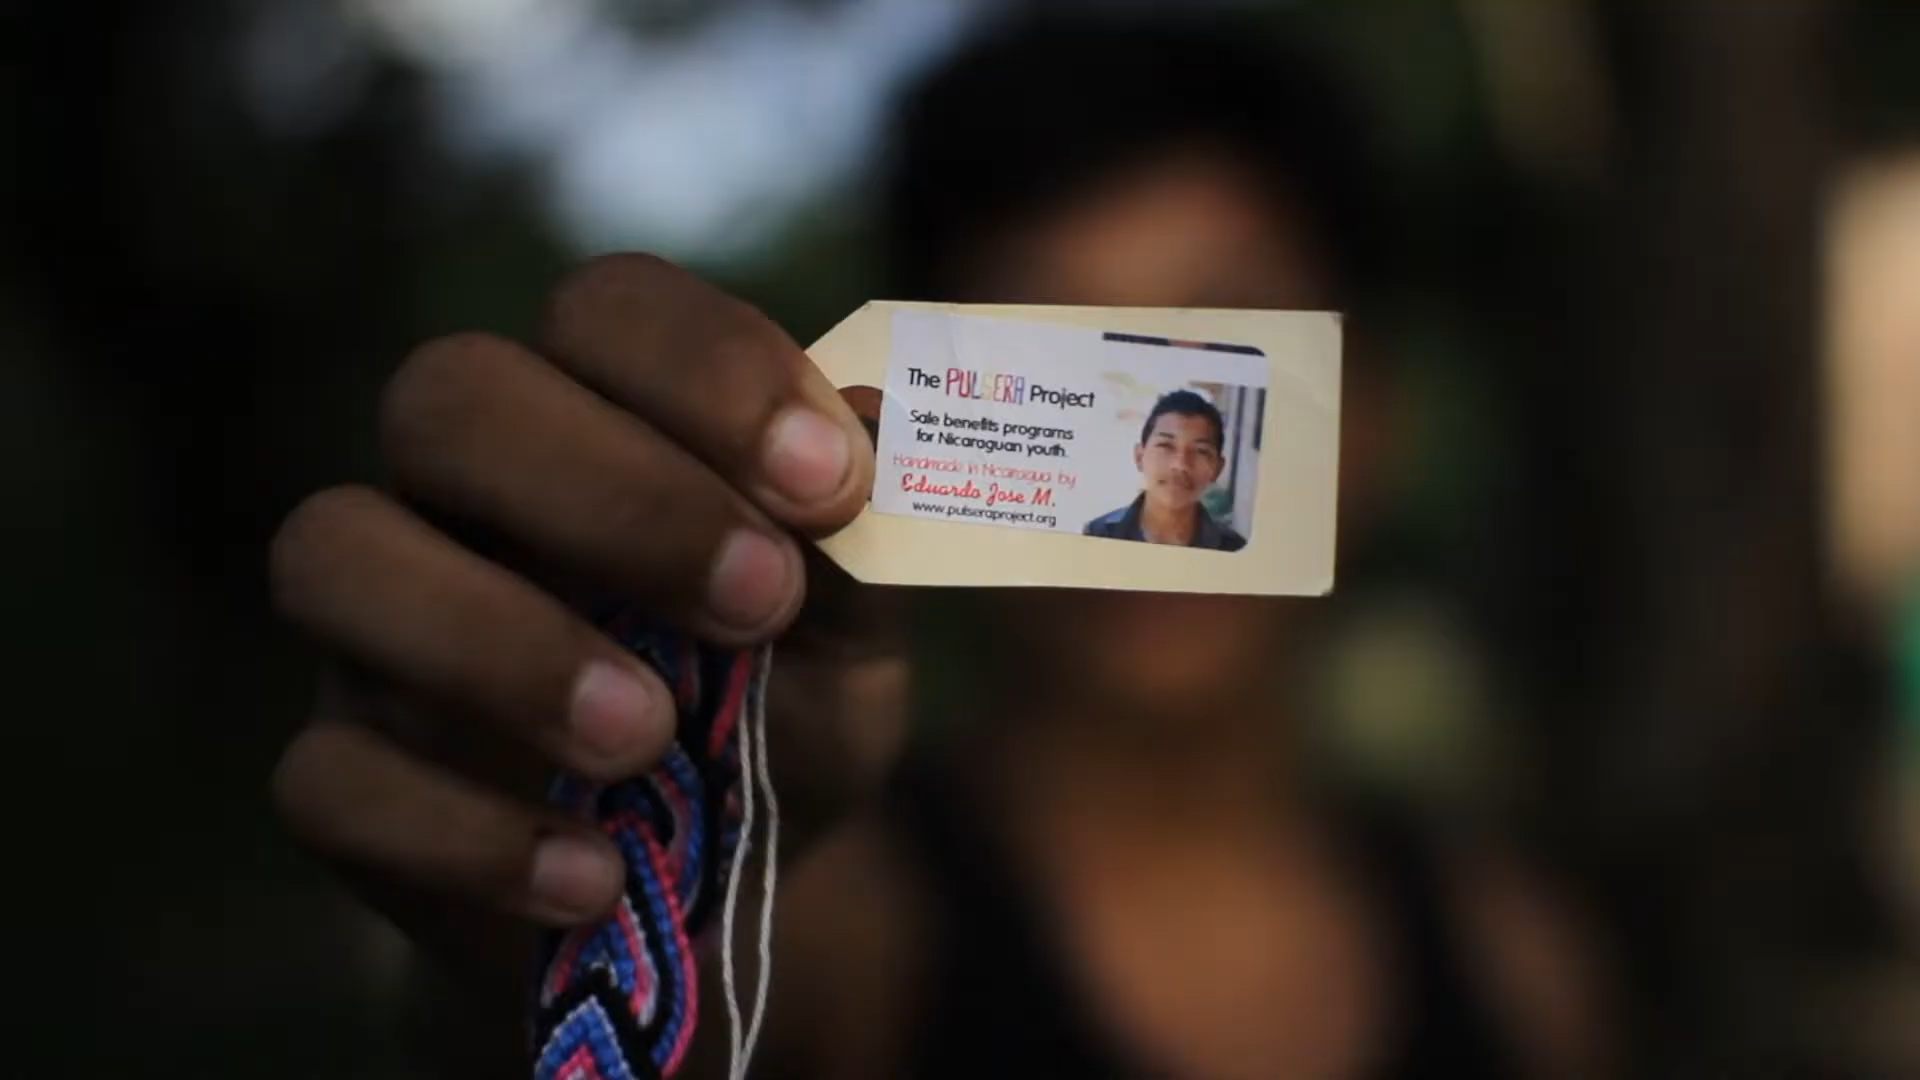 The PULSERA Project
Sale benefits programs
for Nicaraguan youth.
Handmade in Nicaragua by
Eduardo Jose M.
www.pulseraproject.org